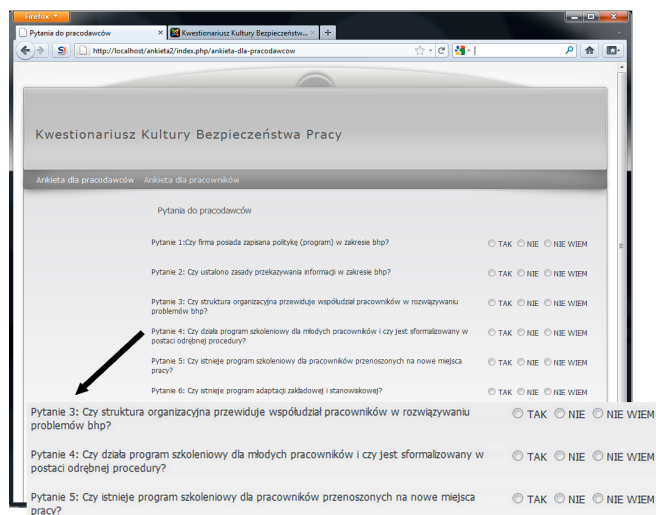 Firefox
Pytania do pracodawców
Kwestionariusz Kultury Bezpieczeństw...
http://localhost/ankieta2/index.php/ankieta-dla-pracodawcow
Kwestionariusz Kultury Bezpieczeństwa Pracy
Ankieta dla pracodawców Ankieta dla pracowników
Pytania do pracodawców
Pytanie 1:Czy firma posiada zapisana politykę (program) w zakresie bhp? TAK NIE NIE WIEM
Pytanie 2: Czy ustalono zasady przekazywania informacji w zakresie bhp? TAK NIE NIE WIEM
Pytanie 3: Czy struktura organizacyjna przewiduje współudział pracowników w rozwiązywaniu TAK NIE NIE WIEM
problemów bhp?
Pytanie 4: Czy działa program szkoleniowy dla młodych pracowników i czy jest sformalizowany w TAK NIE NIE WIEM
postaci odrębnej procedury?
Pytanie 5: Czy istnieje program szkoleniowy dla pracowników przenoszonych na nowe miejsca TAK NIE NIE WIEM
pracy?
Pytanie 6: Czy istnieje program adaptacji zakładowej i stanowiskowej? TAK NIE NIE WIEM
Pytanie 3: Czy struktura organizacyjna przewiduje współudział pracowników w rozwiązywaniu TAK NIE NIE WIEM
problemów bhp?
Pytanie 4: Czy działa program szkoleniowy dla młodych pracowników i czy jest sformalizowany w TAK NIE NIE WIEM
postaci odrębnej procedury?
Pytanie 5: Czy istnieje program szkoleniowy dla pracowników przenoszonych na nowe miejsca TAK NIE NIE WIEM
pracy?